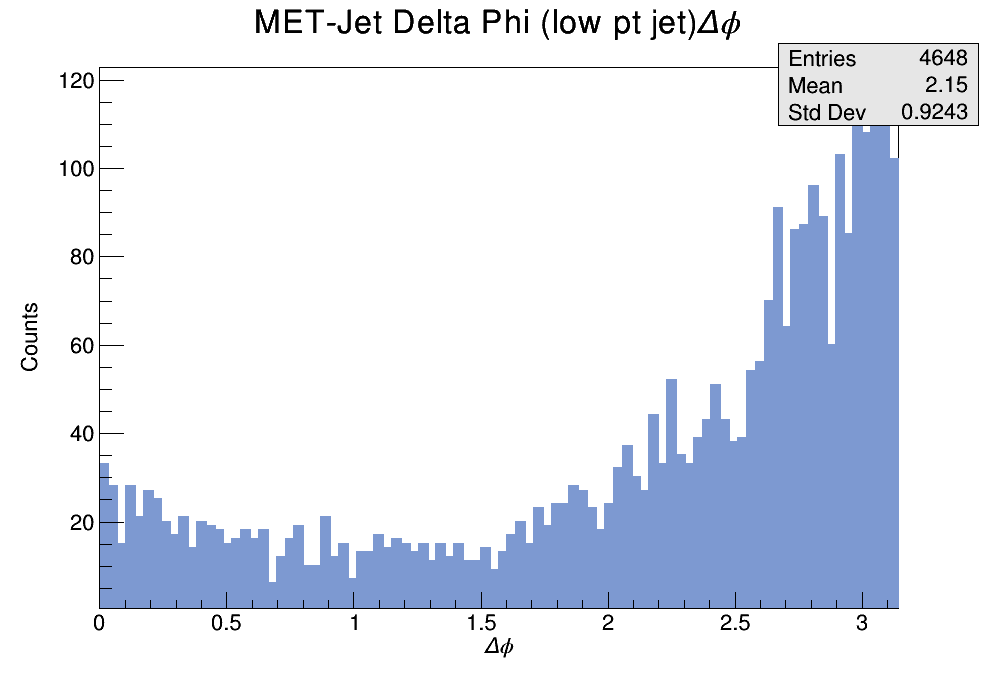 MET-Jet Delta Phi (low pt jet)Δϕ
Entries 4648
Mean 2.15
Std Dev 0.9243
120
100
80
60
40
20
Counts
0 0.5 1 1.5 2 2.5 3
Δϕ